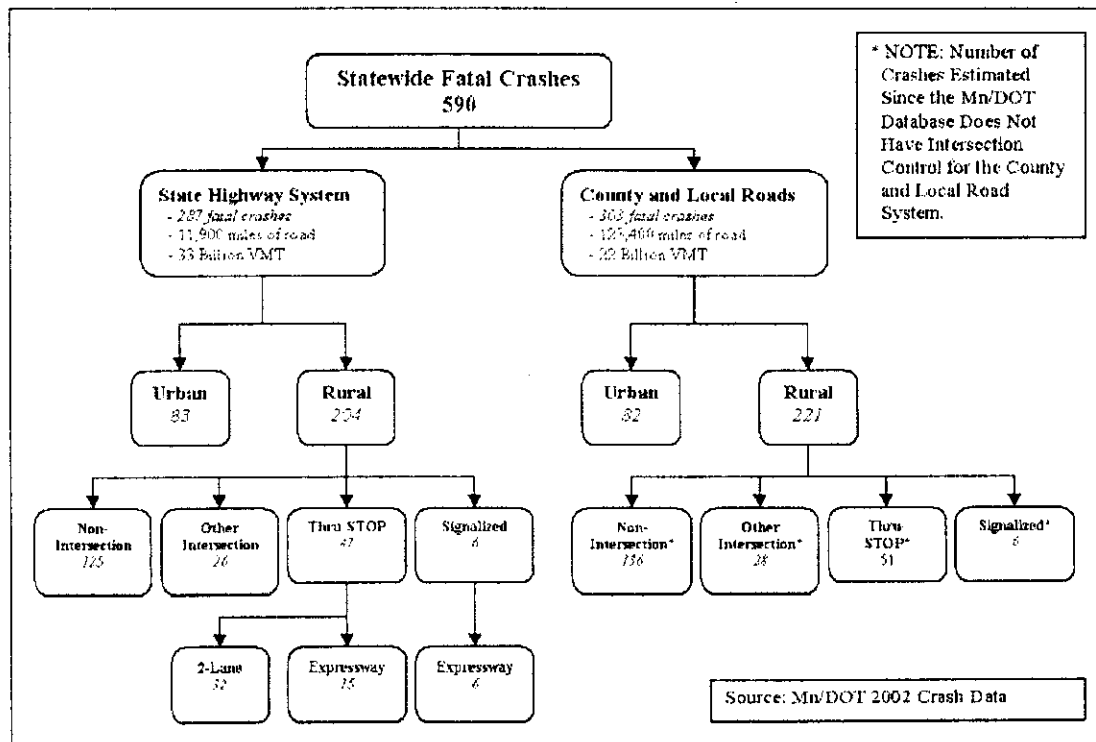 Statewide Fatal Crashes
590
* NOTE: Number of
Crashes Estimated
Since the Mn/DOT
Database Does Not
Have Intersection
Control for the County
and Local Road
System.
State Highway System
- 287 fatal crashes
- 11,900 miles of road
- 33 Billion VMT
County and Local Roads
- 303 fatal crashes
- miles of road
- 22 Billion VMT
Urban
83
Rural
204
Urban
82
Rural
221
Non-
Intersection
125
Other
Intersection
26
Thru STOP
47
Signalized
6
Non-
Intersection*
136
Other
Intersection*
28
Thru
STOP*
51
Signalized*
6
2-Lane
32
Expressway
15
Expressway
6
Source: Mn/DOT 2002 Crash Data